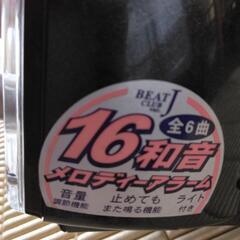 BEAT J
CLUB
INC.
全6曲
16和音
メロディーアラーム
音量
調節機能
止めても
また鳴る機能
ライト
付き